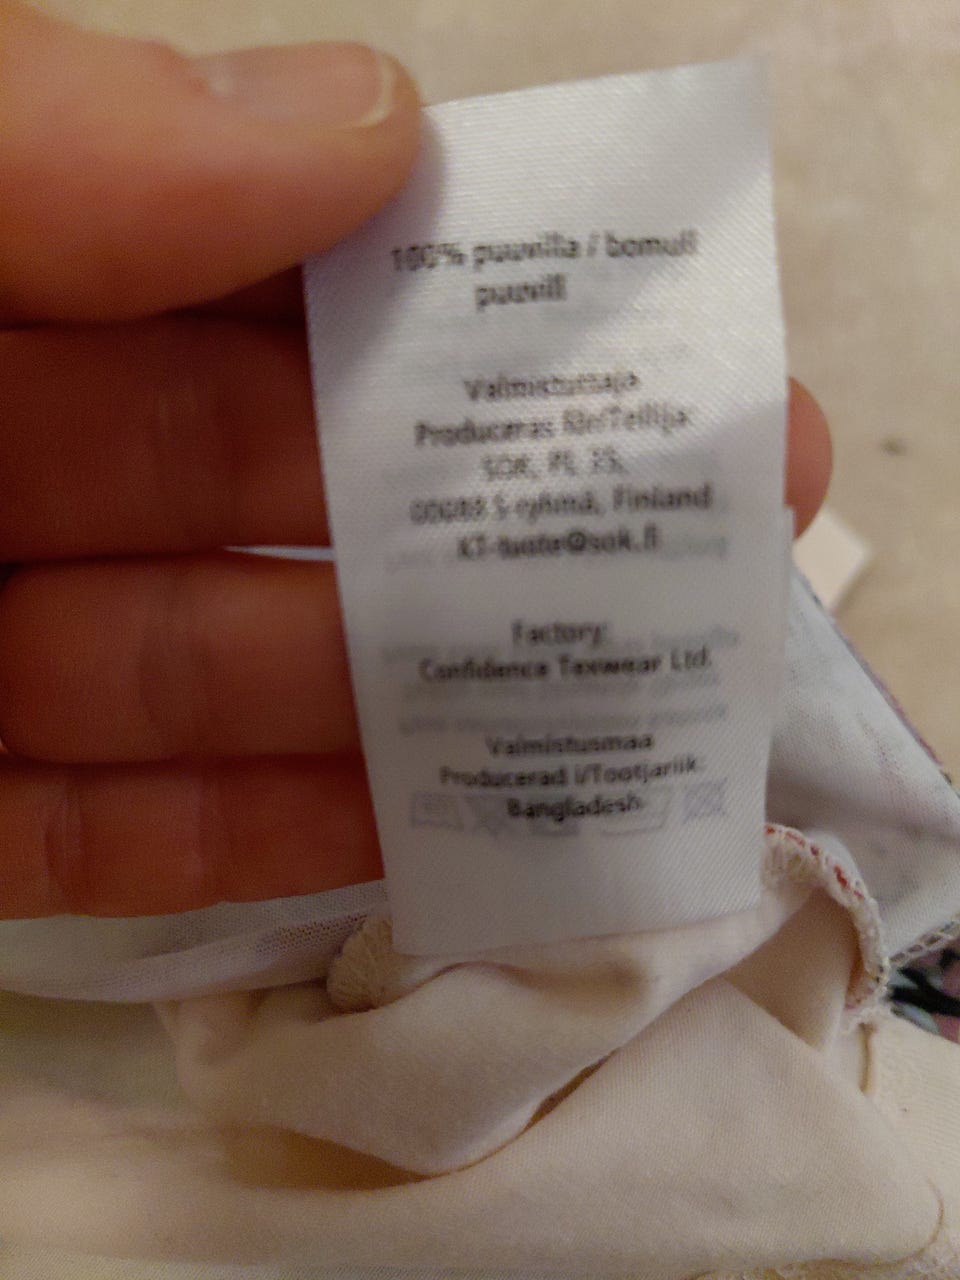 100% puuvilla / bomull
puuvill
Valmistuttaja
Produceras för/Tellija:
SOK, PL 35,
00088 S-ryhmä, Finland
KT-tuote@sok.fi
Factory:
Confidence Texwear Ltd.
Valmistusmaa
Producerad i/Tootjariik:
Bangladesh